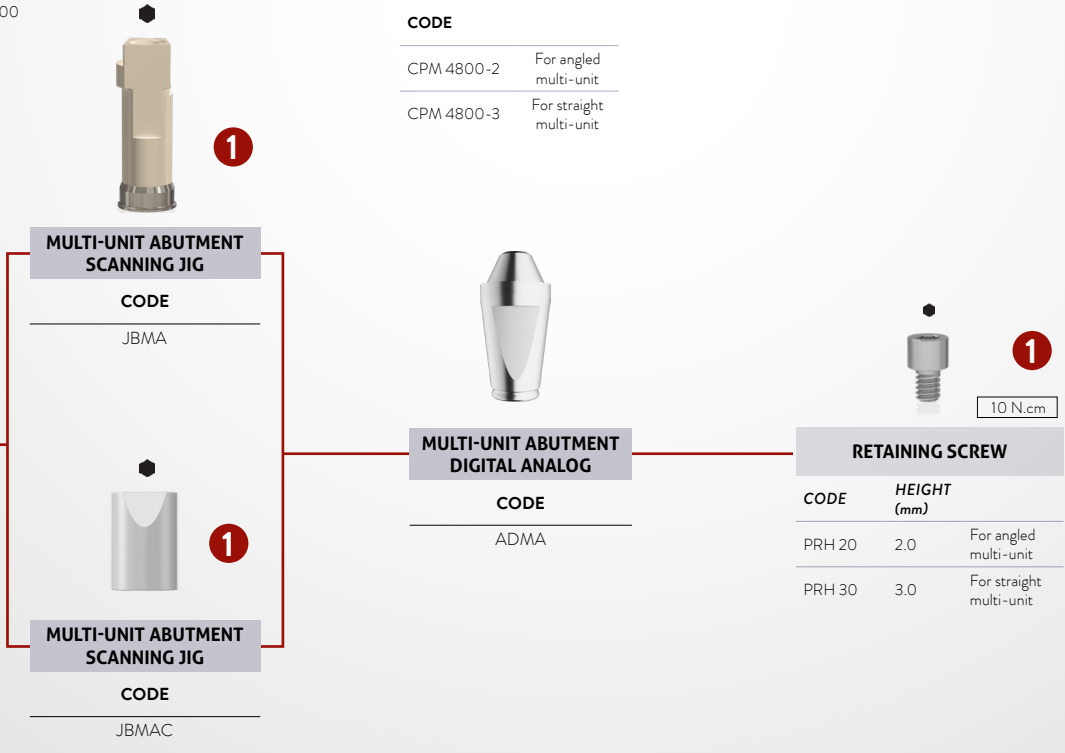 00
CODE
CPM 4800-2 For angled
multi-unit
CPM 4800-3 For straight
multi-unit
1
MULTI-UNIT ABUTMENT
SCANNING JIG
CODE
JBMA
1
MULTI-UNIT ABUTMENT
SCANNING JIG
CODE
JBMAC
MULTI-UNIT ABUTMENT
DIGITAL ANALOG
CODE
ADMA
1
10 N.cm
RETAINING SCREW
CODE HEIGHT
(mm)
PRH 20 2.0 For angled
multi-unit
PRH 30 3.0 For straight
multi-unit